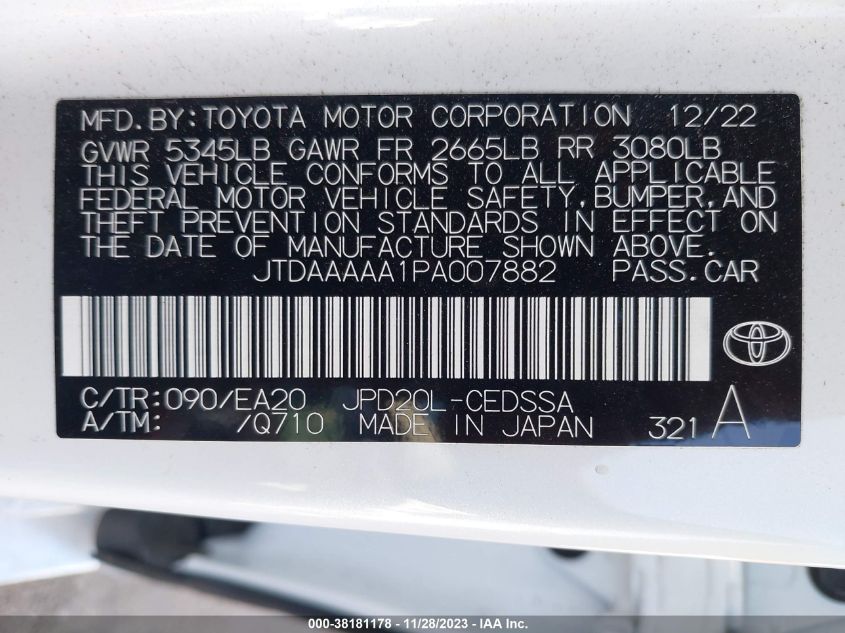 MFD.BY:TOYOTA MOTOR CORPORATION 12/22
GVWR 5345LB GAWR FR 2665LB RR 3080LB
THIS VEHICLE CONFORMS TO ALL APPLICABLE
FEDERAL MOTOR VEHICLE SAFETY,BUMPER,AND
THEFT PREVENTION STANDARDS IN EFFECT ON
THE DATE OF MANUFACTURE SHOWN ABOVE.
JTDAAAAA1PA007882 PASS.CAR
C/TR:090/EA20 JPD20L-CEDSSA
A/TM: /Q710 MADE IN JAPAN 321 A
000-38181178 - 11/28/2023 - IAA Inc.